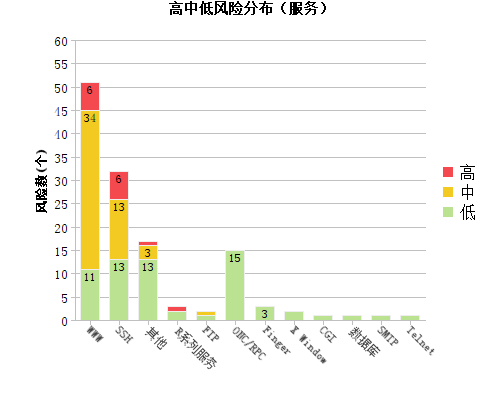 高中低风险分布（服务）
风险数(个)
60
55
50
45
40
35
30
25
20
15
10
5
0
6
34
11
6
13
13
3
13
15
3
WWW
SSH
其他
R系列服务
FTP
ONC/RPC
Finger
X Window
CGI
数据库
SMTP
Telnet
高
中
低